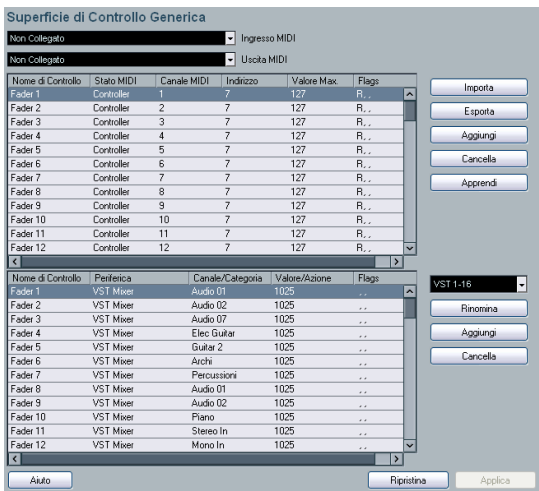 Superficie di Controllo Generica
Non Collegato Ingresso MIDI
Non Collegato Uscita MIDI
Nome di Controllo Stato MIDI Canale MIDI Indirizzo Valore Max. Flags
Fader 1 Controller 1 7 127 R, ,
Fader 2 Controller 2 7 127 R, ,
Fader 3 Controller 3 7 127 R, ,
Fader 4 Controller 4 7 127 R, ,
Fader 5 Controller 5 7 127 R, ,
Fader 6 Controller 6 7 127 R, ,
Fader 7 Controller 7 7 127 R, ,
Fader 8 Controller 8 7 127 R, ,
Fader 9 Controller 9 7 127 R, ,
Fader 10 Controller 10 7 127 R, ,
Fader 11 Controller 11 7 127 R, ,
Fader 12 Controller 12 7 127 R, ,
Importa
Esporta
Aggiungi
Cancella
Apprendi
Nome di Controllo Periferica Canale/Categoria Valore/Azione Flags
Fader 1 VST Mixer Audio 01 1025 , ,
Fader 2 VST Mixer Audio 02 1025 , ,
Fader 3 VST Mixer Audio 07 1025 , ,
Fader 4 VST Mixer Elec Guitar 1025 , ,
Fader 5 VST Mixer Guitar 2 1025 , ,
Fader 6 VST Mixer Archi 1025 , ,
Fader 7 VST Mixer Percussioni 1025 , ,
Fader 8 VST Mixer Audio 01 1025 , ,
Fader 9 VST Mixer Audio 02 1025 , ,
Fader 10 VST Mixer Piano 1025 , ,
Fader 11 VST Mixer Stereo In 1025 , ,
Fader 12 VST Mixer Mono In 1025 , ,
VST 1-16
Rinomina
Aggiungi
Cancella
Aiuto Ripristina Applica